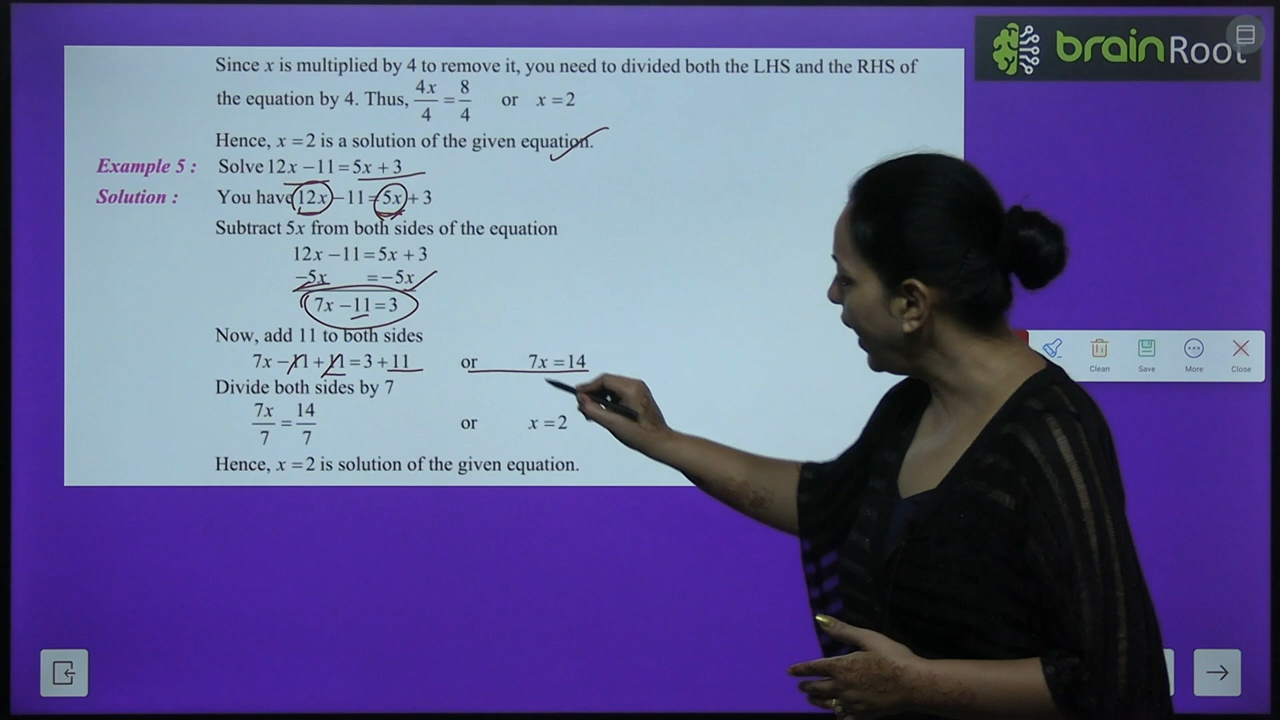 brainRoot
Since x is multiplied by 4 to remove it, you need to divided both the LHS and the RHS of
the equation by 4. Thus, 4x/4 = 8/4 or x = 2
Hence, x = 2 is a solution of the given equation.
Example 5 : Solve 12x − 11 = 5x + 3
Solution : You have 12x − 11 = 5x + 3
Subtract 5x from both sides of the equation
12x − 11 = 5x + 3
−5x = −5x
7x − 11 = 3
Now, add 11 to both sides
7x − 11 + 11 = 3 + 11 or 7x = 14
Divide both sides by 7
7x/7 = 14/7 or x = 2
Hence, x = 2 is solution of the given equation.
Clean Save More Close